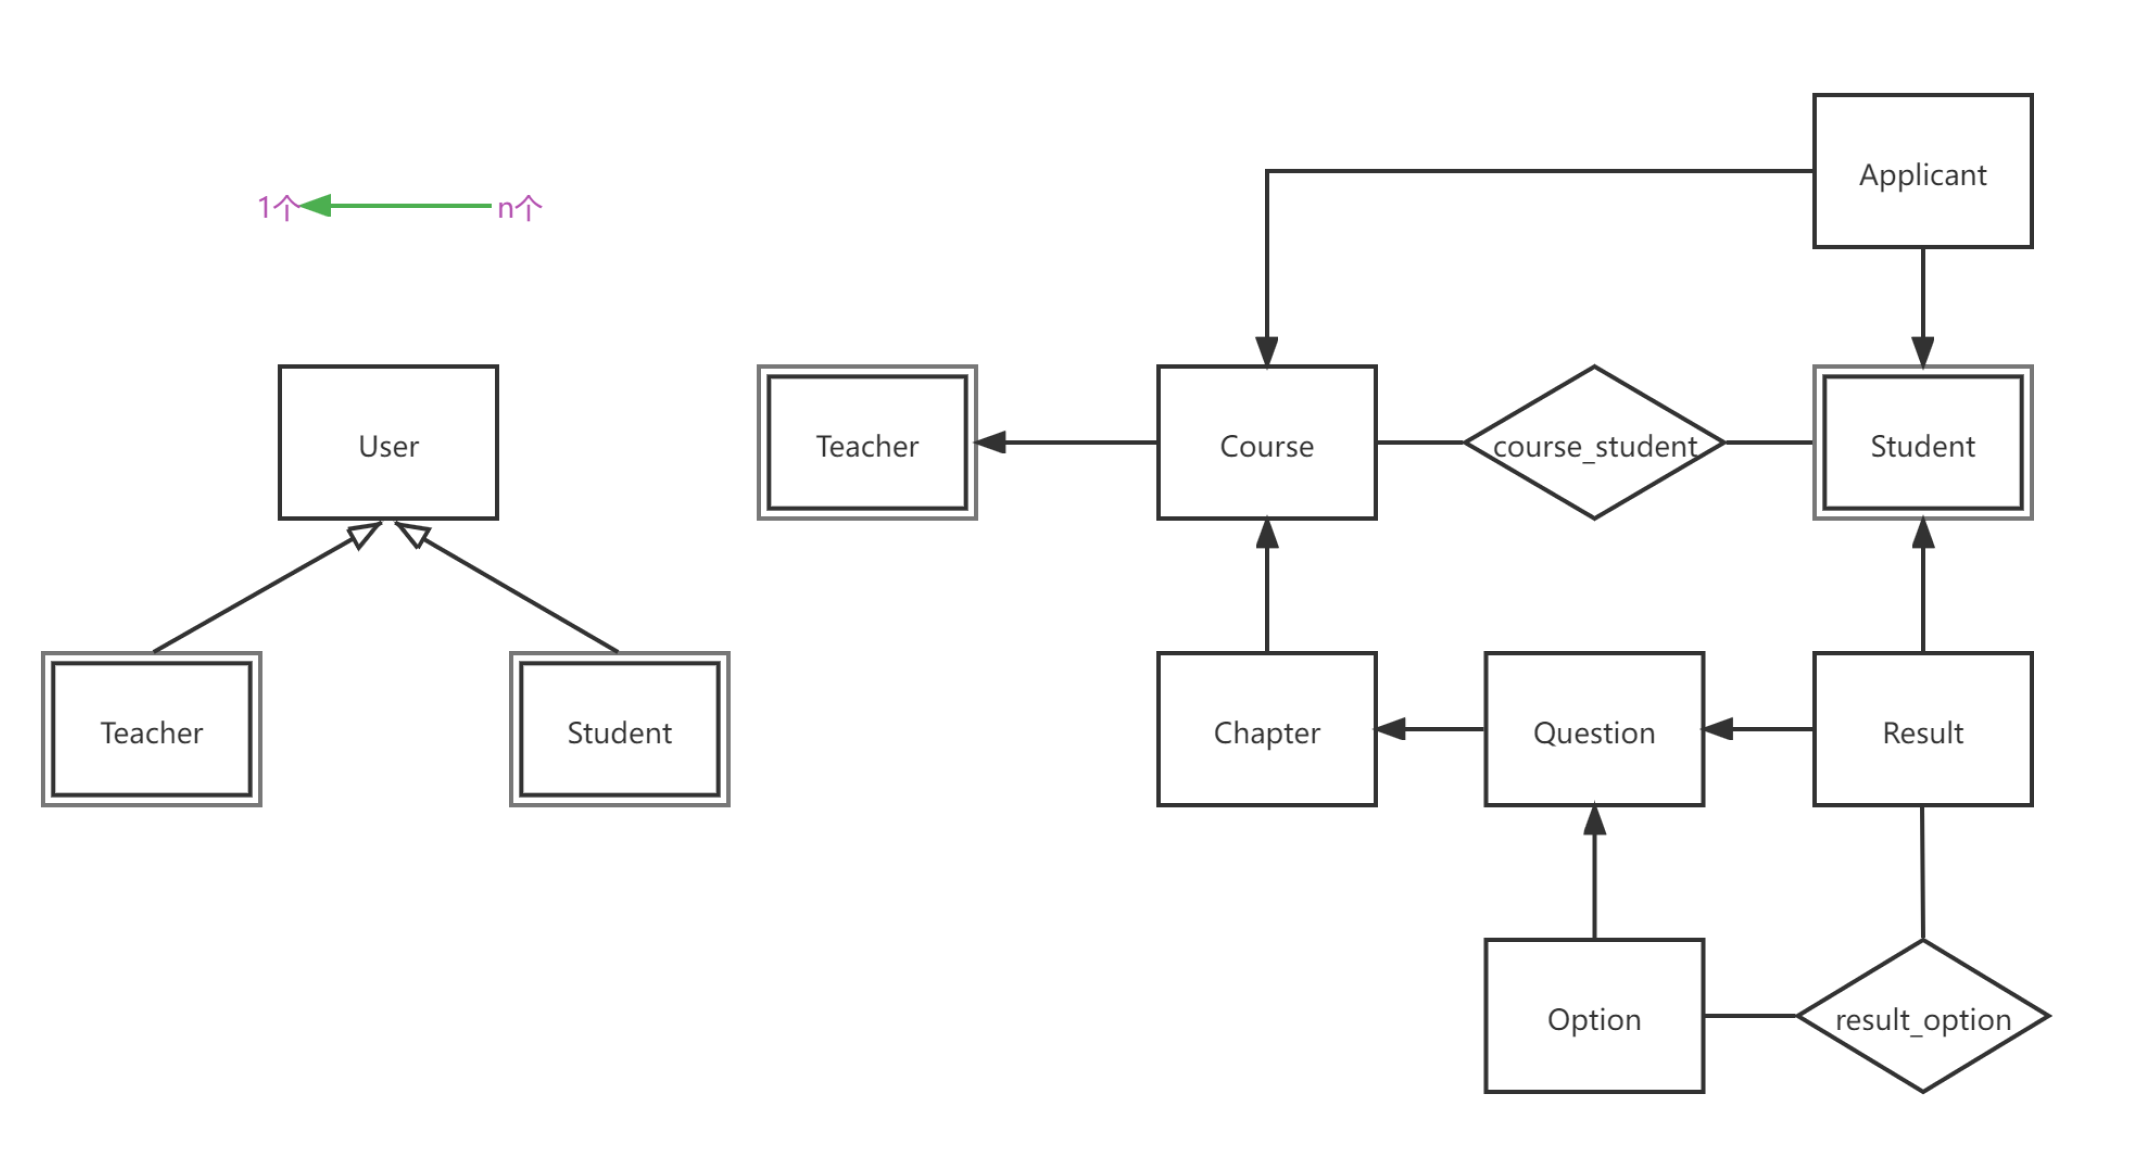 Applicant
1个
n个
User
Teacher
Course
course_student
Student
Teacher
Student
Chapter
Question
Result
Option
result_option